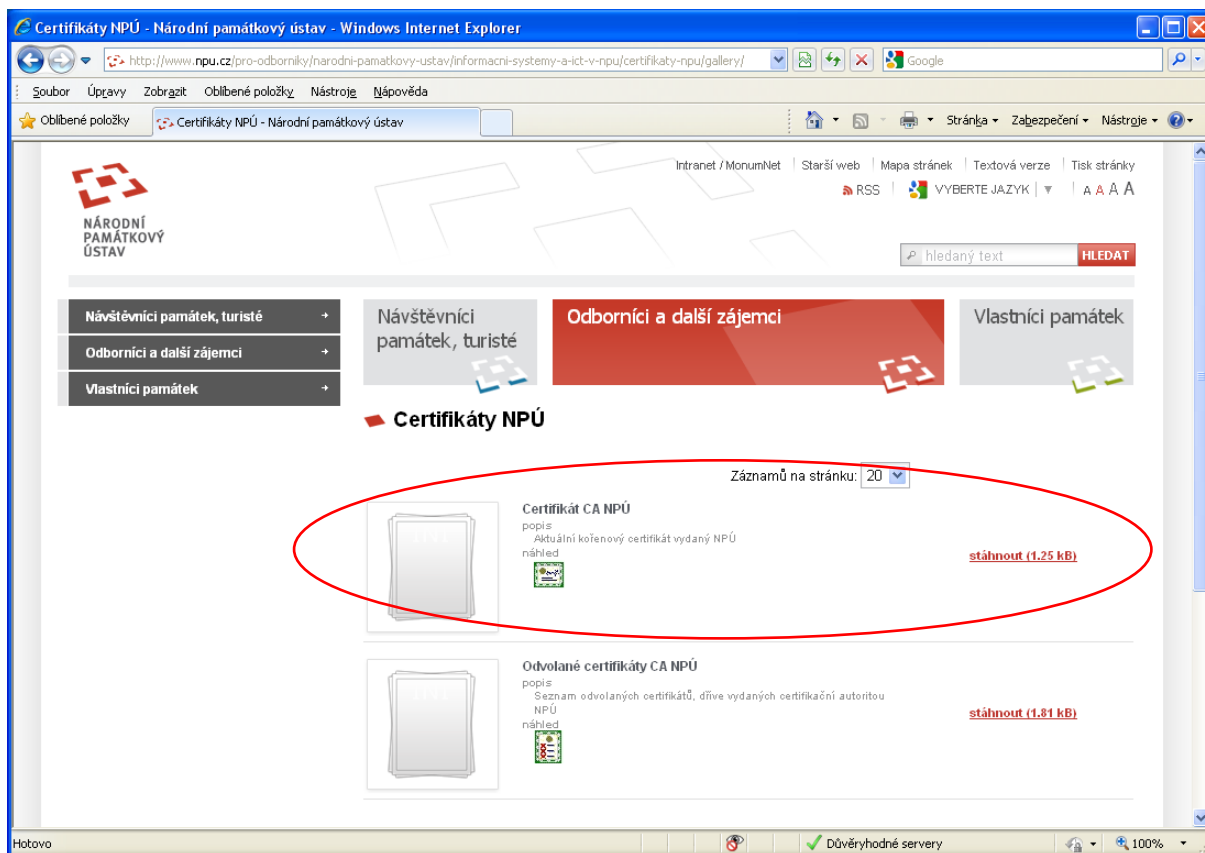 Certifikáty NPÚ - Národní památkový ústav - Windows Internet Explorer
http://www.npu.cz/pro-odborniky/narodni-pamatkovy-ustav/informacni-systemy-a-ict-v-npu/certifikaty-npu/gallery/
Google
Soubor Úpravy Zobrazit Oblíbené položky Nástroje Nápověda
Oblíbené položky
Certifikáty NPÚ - Národní památkový ústav
Stránka Zabezpečení Nástroje
Intranet / MonumNet Starší web Mapa stránek Textová verze Tisk stránky
RSS VYBERTE JAZYK ▼ A A A A
NÁRODNÍ
PAMÁTKOVÝ
ÚSTAV
hledaný text HLEDAT
Návštěvníci památek, turisté
Odborníci a další zájemci
Vlastníci památek
Návštěvníci
památek, turisté
Odborníci a další zájemci
Vlastníci památek
Certifikáty NPÚ
Záznamů na stránku: 20
Certifikát CA NPÚ
popis
Aktuální kořenový certifikát vydaný NPÚ
náhled
stáhnout (1.25 kB)
Odvolané certifikáty CA NPÚ
popis
Seznam odvolaných certifikátů, dříve vydaných certifikační autoritou
NPÚ
náhled
stáhnout (1.81 kB)
Hotovo
Důvěryhodné servery
100%